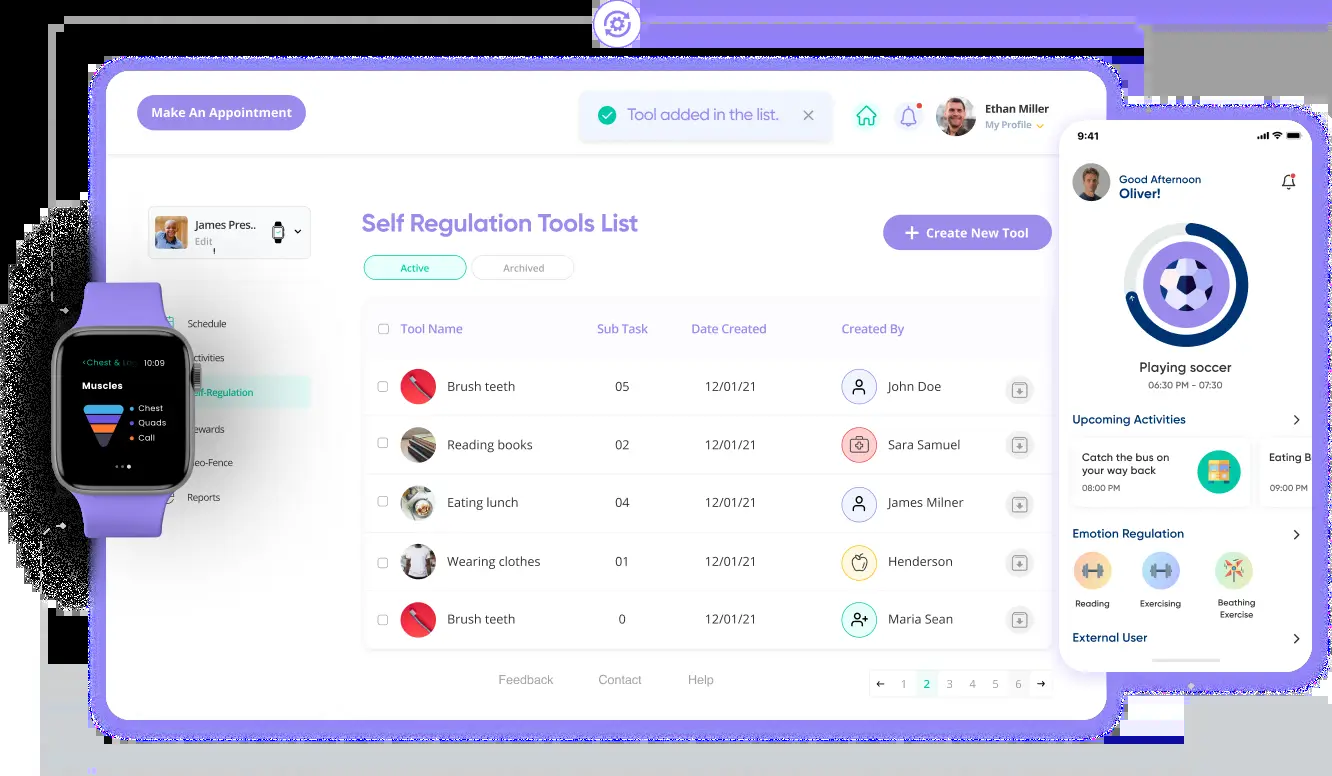 Make An Appointment
Tool added in the list.
Ethan Miller
My Profile
James Pres..
Edit
!
Schedule
ctivities
elf-Regulation
ewards
eo-Fence
Reports
<Chest &
10:09
Muscles
Chest
Quads
Call
Self Regulation Tools List
Create New Tool
Active
Archived
Tool Name Sub Task Date Created Created By
Brush teeth 05 12/01/21 John Doe
Reading books 02 12/01/21 Sara Samuel
Eating lunch 04 12/01/21 James Milner
Wearing clothes 01 12/01/21 Henderson
Brush teeth 0 12/01/21 Maria Sean
Feedback Contact Help
1 2 3 4 5 6
9:41
Good Afternoon
Oliver!
Playing soccer
06:30 PM - 07:30
Upcoming Activities
Catch the bus on
your way back
08:00 PM
Eating B
09:00 PM
Emotion Regulation
Reading
Exercising
Beathing
Exercise
External User